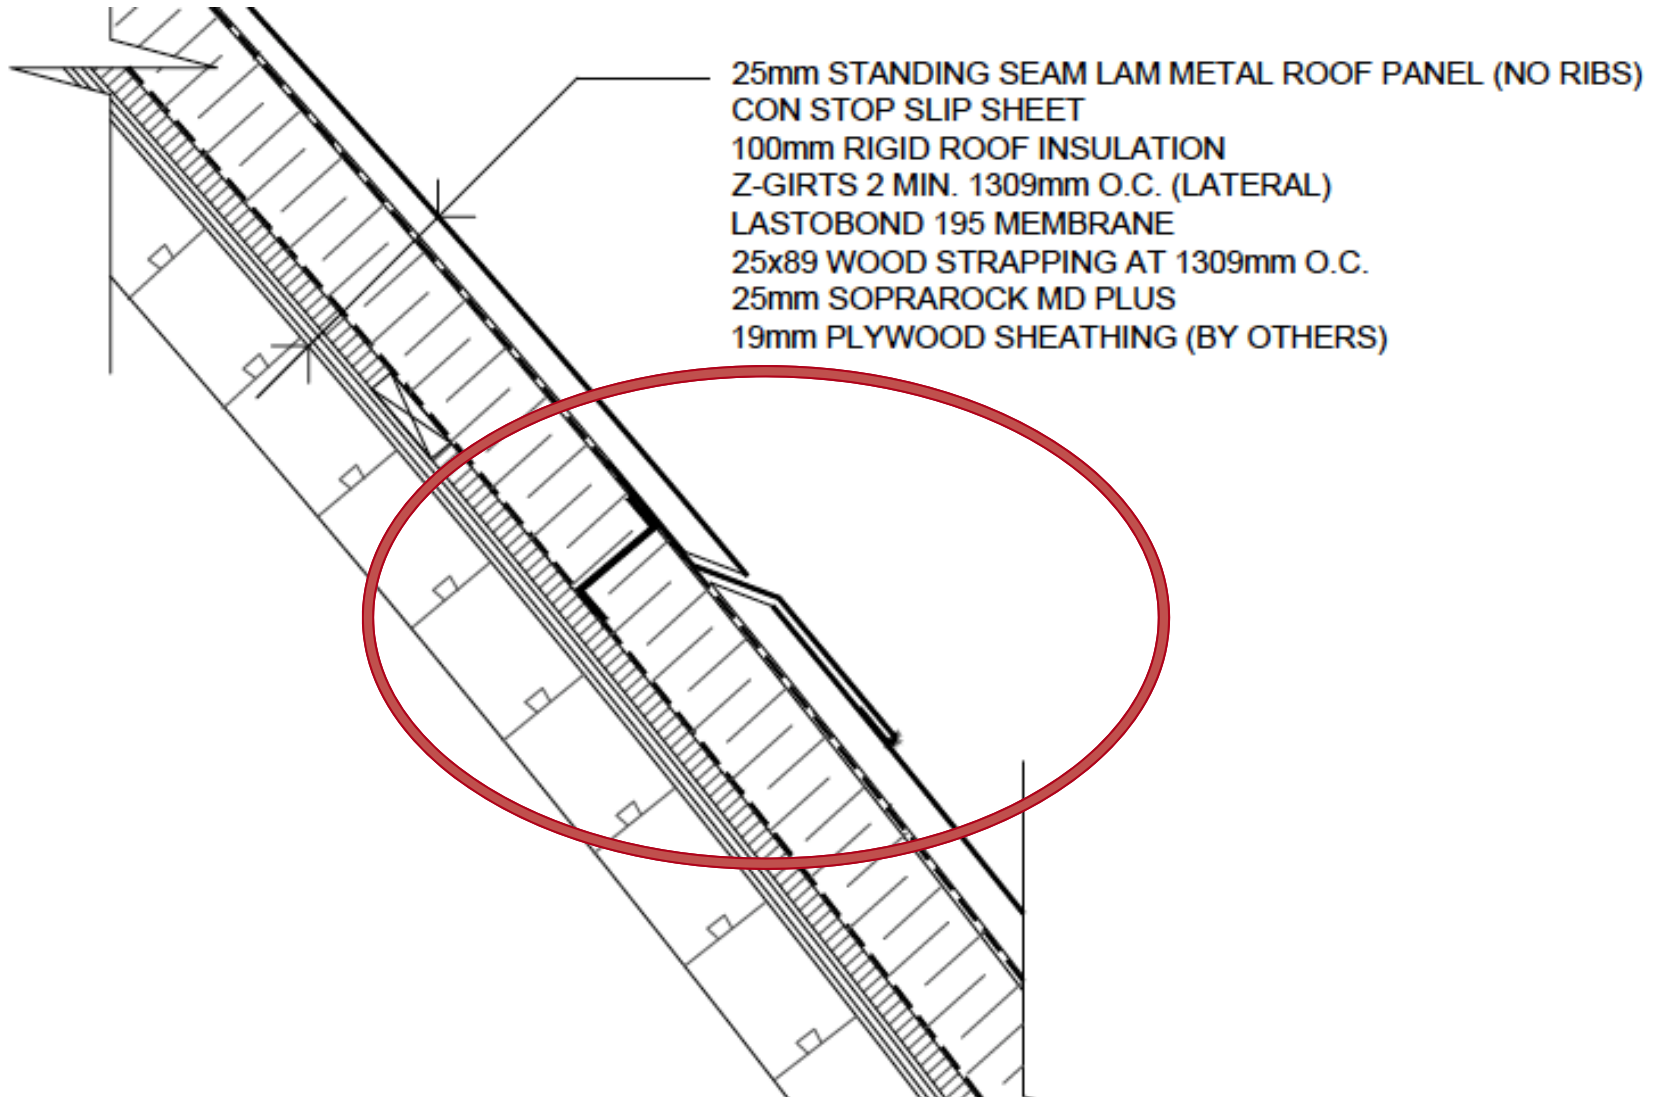 25mm STANDING SEAM LAM METAL ROOF PANEL (NO RIBS)
CON STOP SLIP SHEET
100mm RIGID ROOF INSULATION
Z-GIRTS 2 MIN. 1309mm O.C. (LATERAL)
LASTOBOND 195 MEMBRANE
25x89 WOOD STRAPPING AT 1309mm O.C.
25mm SOPRAROCK MD PLUS
19mm PLYWOOD SHEATHING (BY OTHERS)